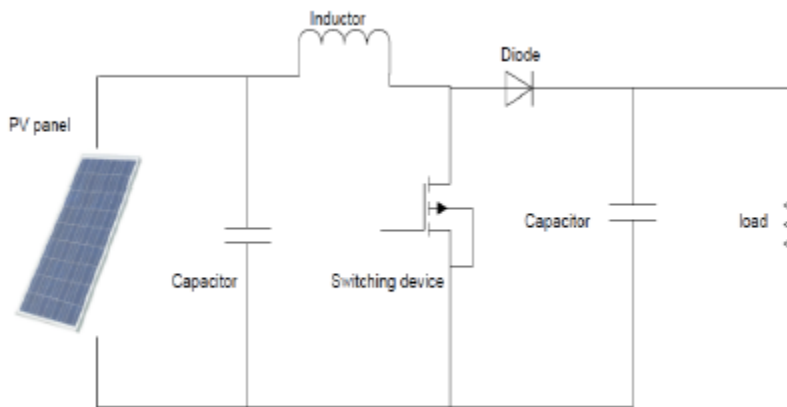 Inductor
Diode
PV panel
Capacitor
load
Capacitor
Switching device